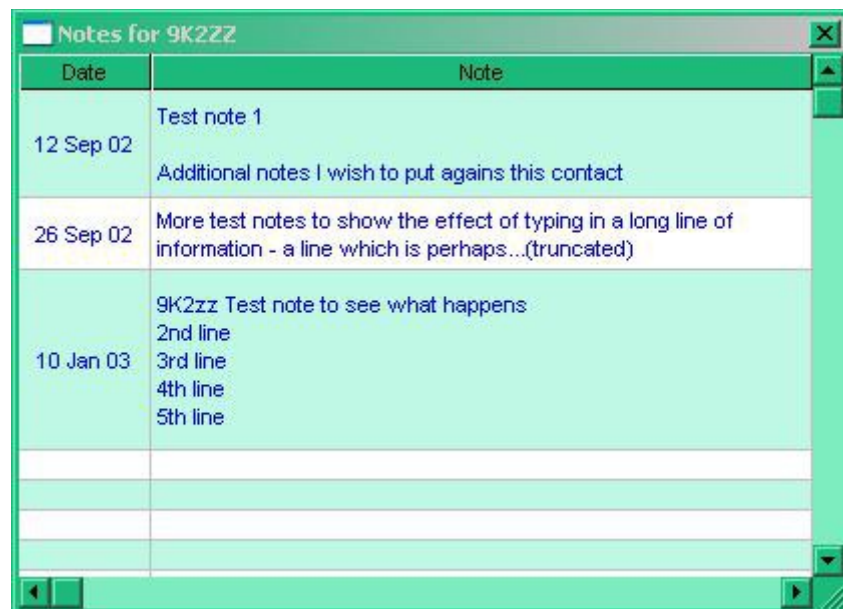 Notes for 9K2ZZ
Date Note
12 Sep 02
Test note 1
Additional notes I wish to put agains this contact
26 Sep 02
More test notes to show the effect of typing in a long line of
information - a line which is perhaps...(truncated)
10 Jan 03
9K2zz Test note to see what happens
2nd line
3rd line
4th line
5th line